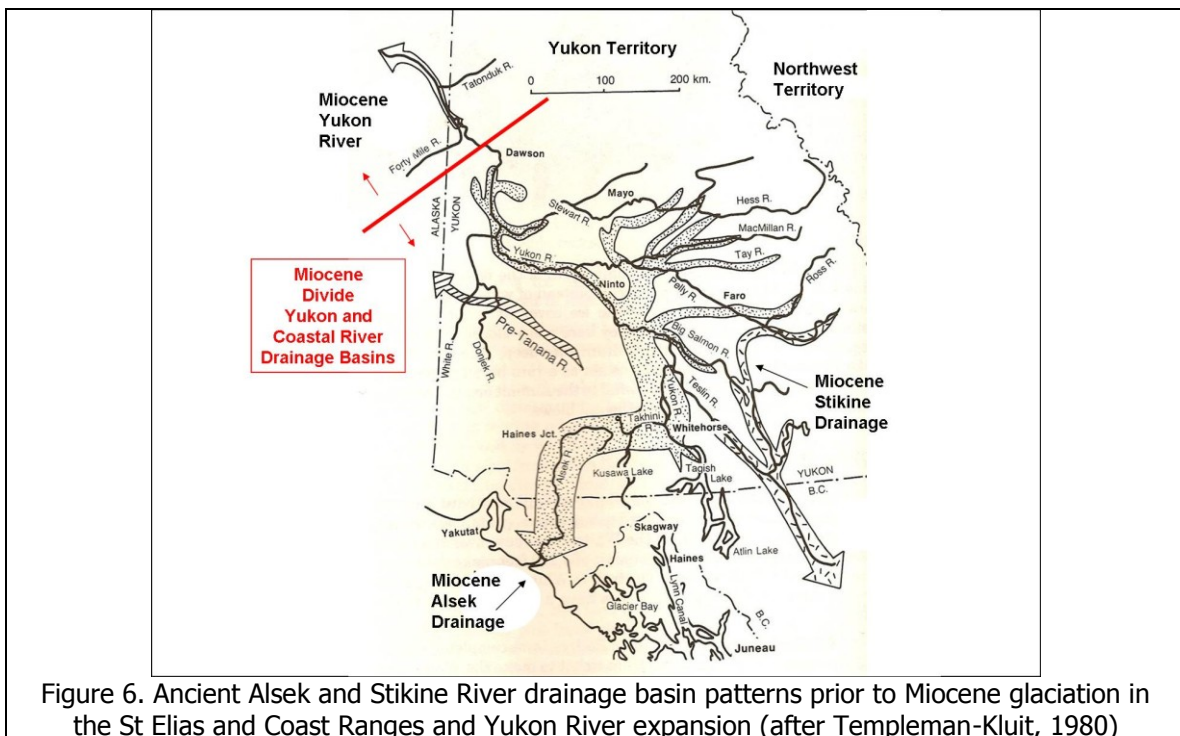 Yukon Territory
0 100 200 km.
Northwest
Territory
Tatonduk R.
Miocene
Yukon
River
Forty Mile R.
Dawson
ALASKA
YUKON
Mayo
Stewart R.
Hess R.
MacMillan R.
Tay R.
Ross R.
Yukon R.
Ninto
Pelly R.
Faro
Miocene
Divide
Yukon and
Coastal River
Drainage Basins
Pre-Tanana R.
White R.
Donjek R.
Big Salmon R.
Teslin R.
Yukon R.
Miocene
Stikine
Drainage
Haines Jct.
Takhini
R.
Whitehorse
Alsek R.
Kusawa Lake
Tagish
Lake
YUKON
B.C.
Yakutat
Skagway
Atlin Lake
Haines
Miocene
Alsek
Drainage
Glacier Bay
Lynn Canal
B.C.
Juneau
Figure 6. Ancient Alsek and Stikine River drainage basin patterns prior to Miocene glaciation in
the St Elias and Coast Ranges and Yukon River expansion (after Templeman-Kluit, 1980)